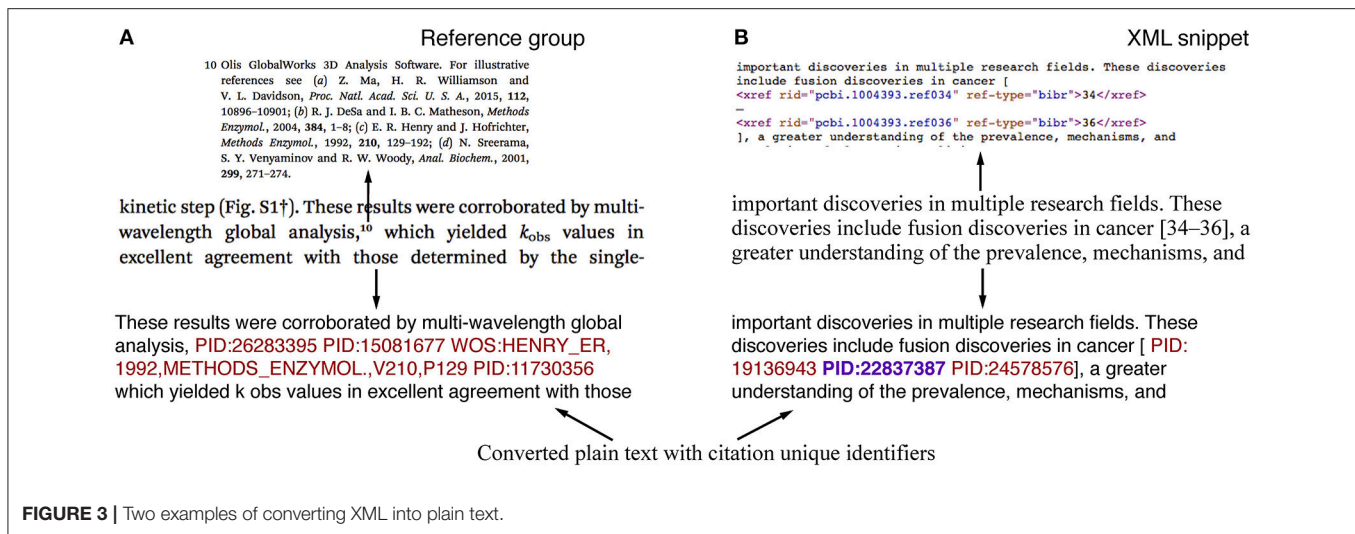 A
Reference group
10 Olis GlobalWorks 3D Analysis Software. For illustrative
references see (a) Z. Ma, H. R. Williamson and
V. L. Davidson, Proc. Natl. Acad. Sci. U. S. A., 2015, 112,
10896–10901; (b) R. J. DeSa and I. B. C. Matheson, Methods
Enzymol., 2004, 384, 1–8; (c) E. R. Henry and J. Hofrichter,
Methods Enzymol., 1992, 210, 129–192; (d) N. Sreerama,
S. Y. Venyaminov and R. W. Woody, Anal. Biochem., 2001,
299, 271–274.
kinetic step (Fig. S1†). These results were corroborated by multi-
wavelength global analysis,¹⁰ which yielded kobs values in
excellent agreement with those determined by the single-
These results were corroborated by multi-wavelength global
analysis, PID:26283395 PID:15081677 WOS:HENRY_ER,
1992,METHODS_ENZYMOL.,V210,P129 PID:11730356
which yielded k obs values in excellent agreement with those
B
XML snippet
important discoveries in multiple research fields. These discoveries
include fusion discoveries in cancer [
<xref rid="pcbi.1004393.ref034" ref-type="bibr">34</xref>
–
<xref rid="pcbi.1004393.ref036" ref-type="bibr">36</xref>
], a greater understanding of the prevalence, mechanisms, and
important discoveries in multiple research fields. These
discoveries include fusion discoveries in cancer [34–36], a
greater understanding of the prevalence, mechanisms, and
important discoveries in multiple research fields. These
discoveries include fusion discoveries in cancer [ PID:
19136943 PID:22837387 PID:24578576], a greater
understanding of the prevalence, mechanisms, and
Converted plain text with citation unique identifiers
FIGURE 3 | Two examples of converting XML into plain text.